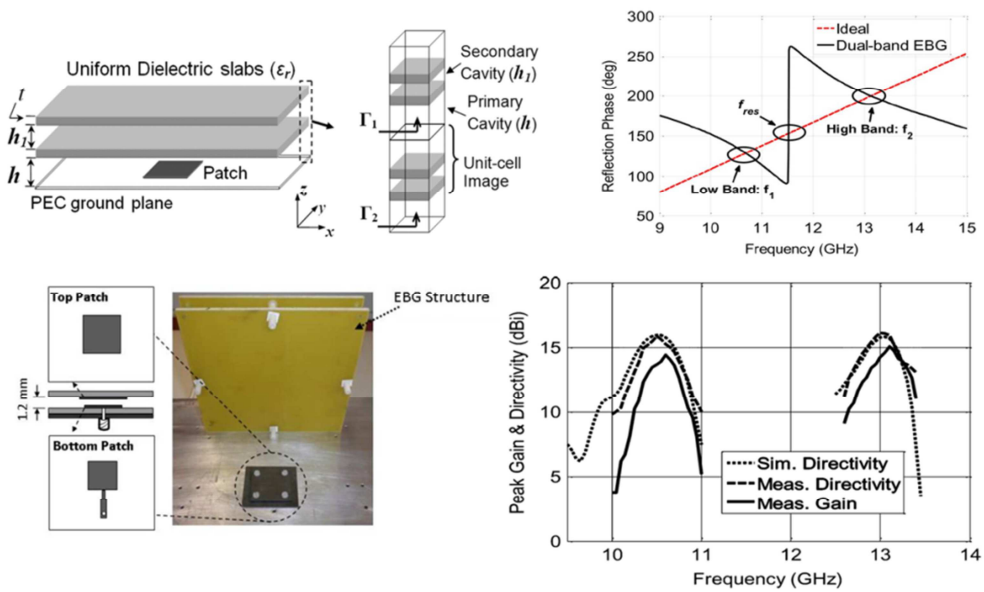 Uniform Dielectric slabs (εr)
t
h1
h
Patch
PEC ground plane
z
y
x
Secondary
Cavity (h1)
Primary
Cavity (h)
Γ1
Unit-cell
Image
Γ2
Reflection Phase (deg)
300
250
200
150
100
50
Ideal
Dual-band EBG
fres
High Band: f2
Low Band: f1
9 10 11 12 13 14 15
Frequency (GHz)
Top Patch
1.2 mm
Bottom Patch
EBG Structure
Peak Gain & Directivity (dBi)
20
15
10
5
0
Sim. Directivity
Meas. Directivity
Meas. Gain
10 11 12 13 14
Frequency (GHz)